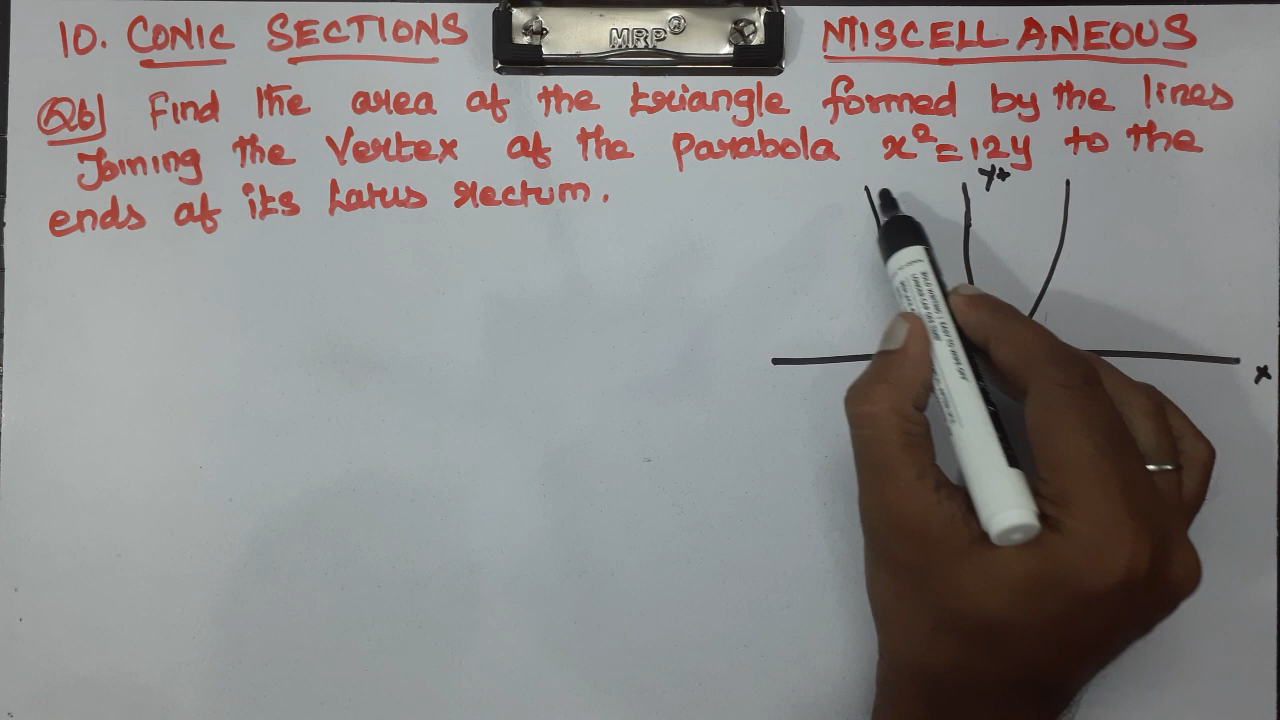 10. CONIC SECTIONS MRP® MISCELLANEOUS
Q6) Find the area of the triangle formed by the lines
Joining the Vertex of the parabola x²=12y to the
ends of its Latus rectum.
y
x